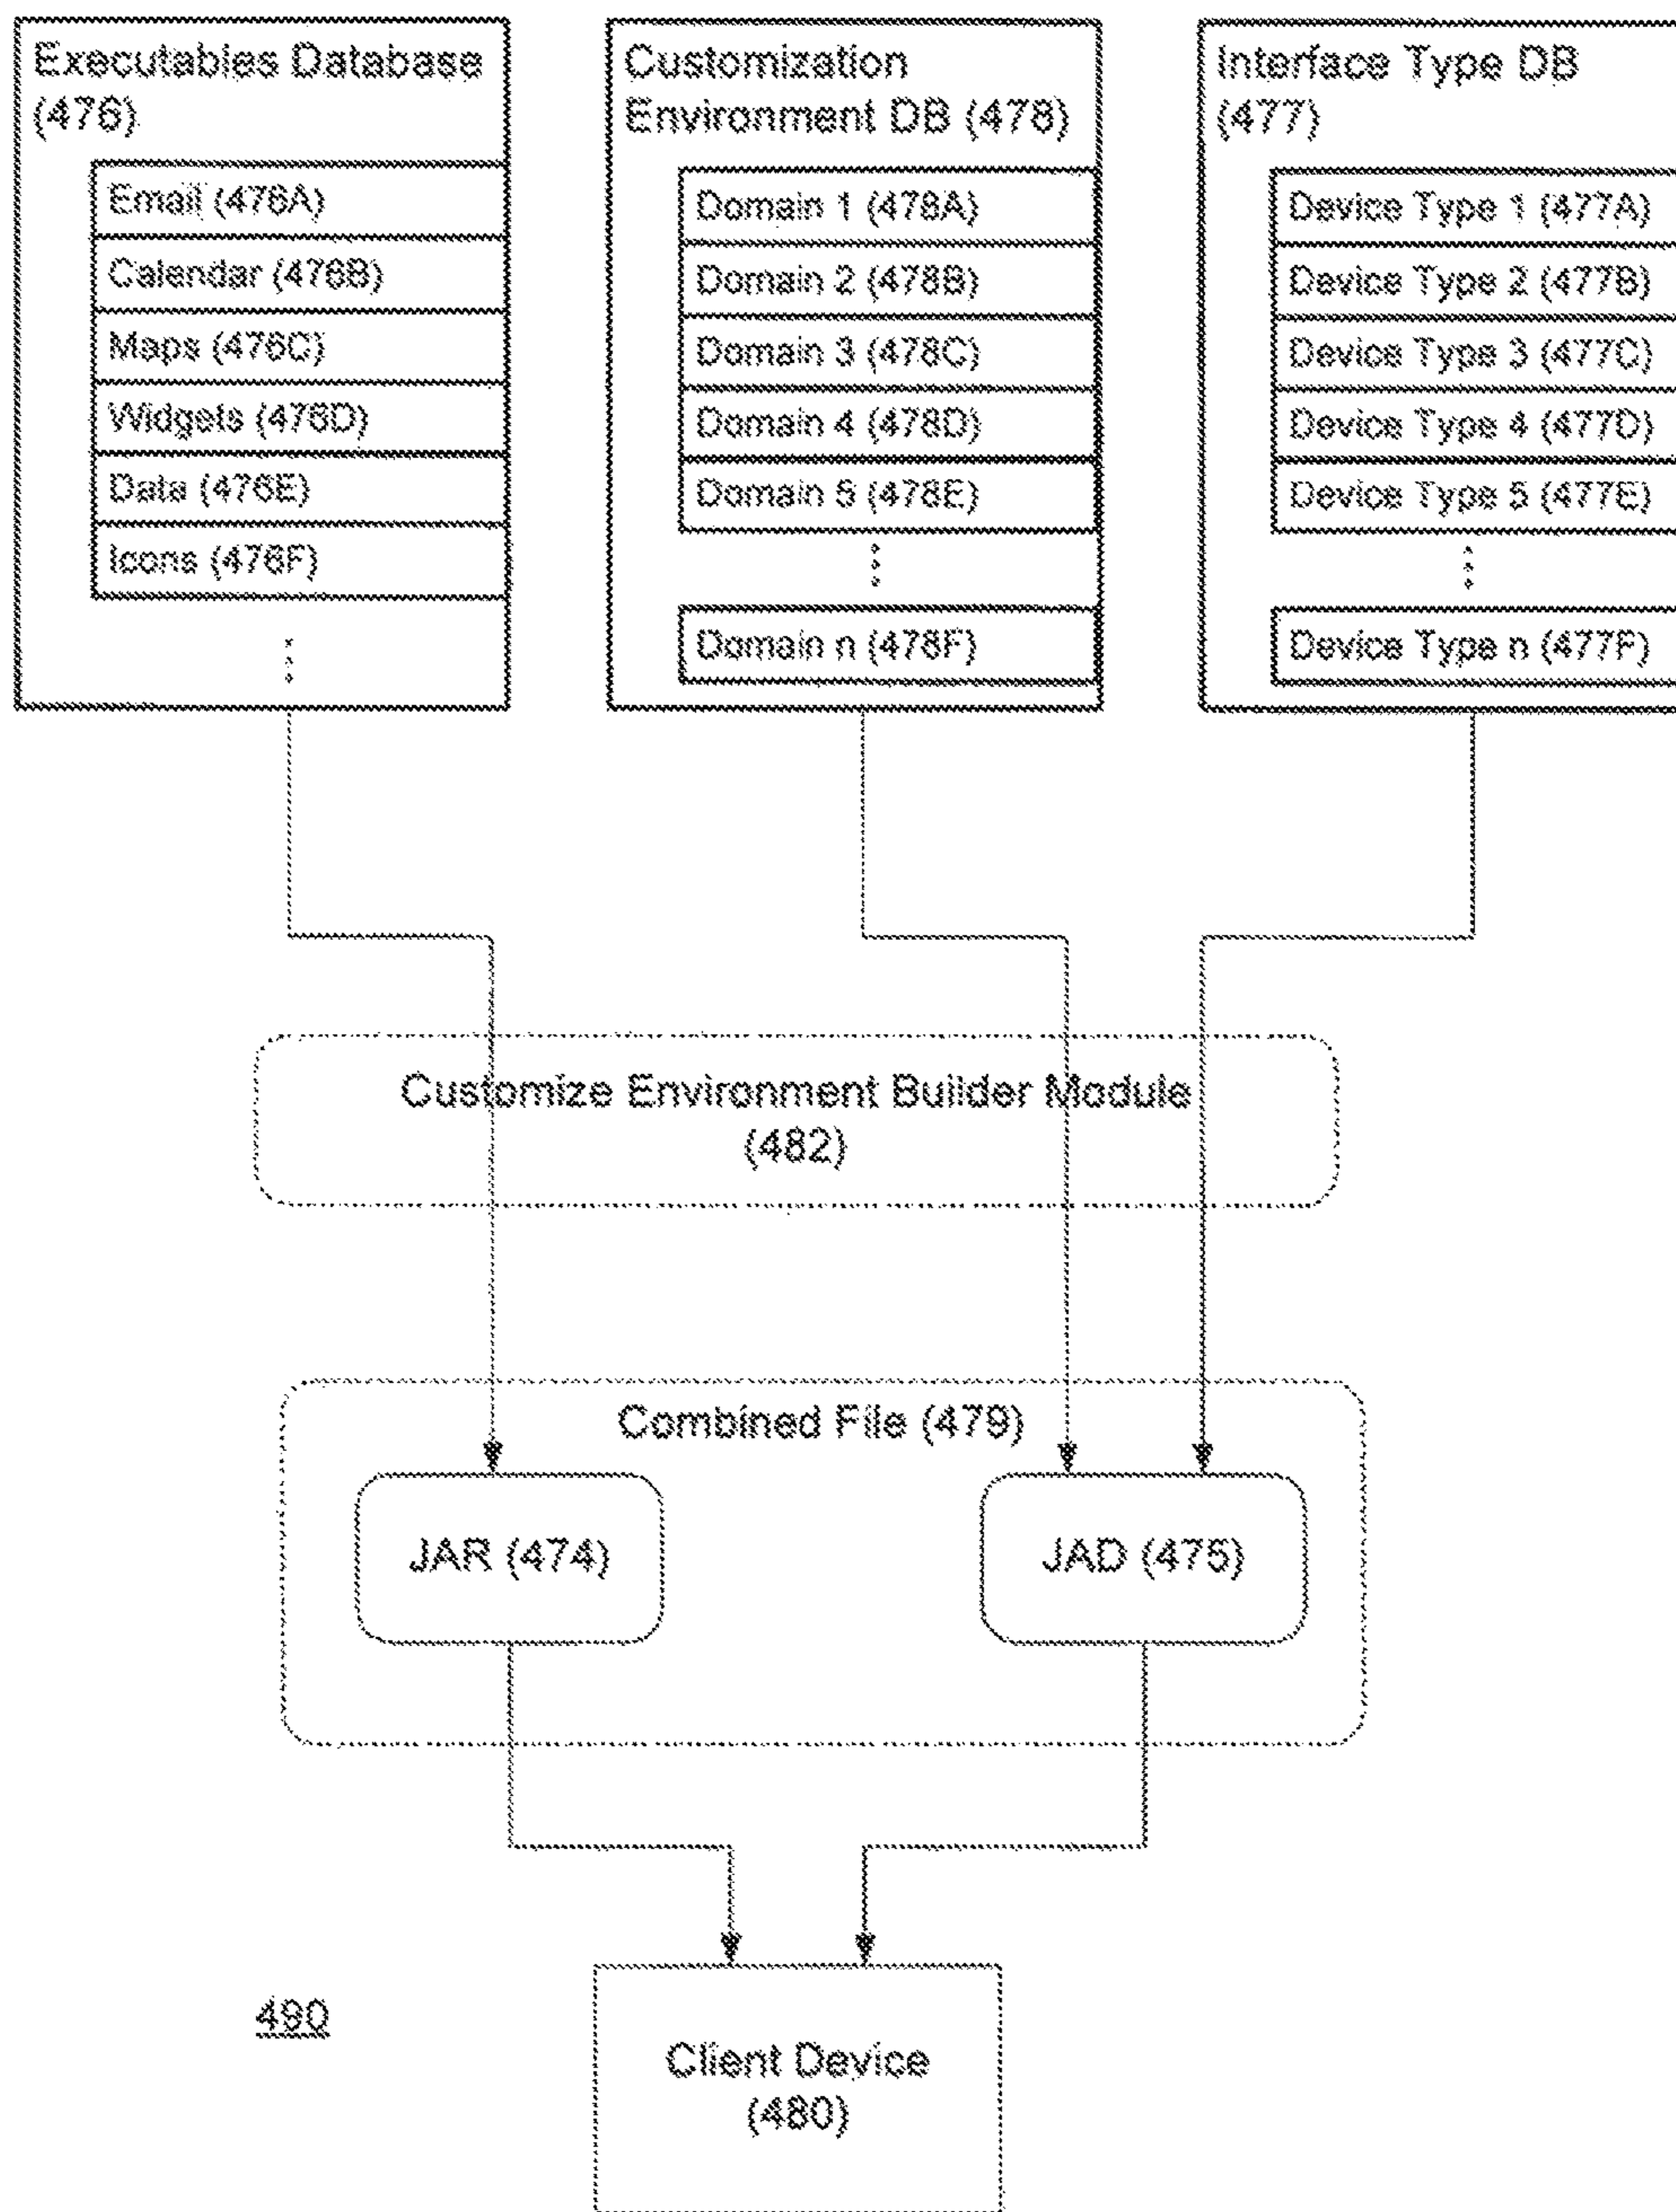 Executables Database
(476)
Email (476A)
Calendar (476B)
Maps (476C)
Widgets (476D)
Data (476E)
Icons (476F)
Customization
Environment DB (478)
Domain 1 (478A)
Domain 2 (478B)
Domain 3 (478C)
Domain 4 (478D)
Domain 5 (478E)
Domain n (478F)
Interface Type DB
(477)
Device Type 1 (477A)
Device Type 2 (477B)
Device Type 3 (477C)
Device Type 4 (477D)
Device Type 5 (477E)
Device Type n (477F)
Customize Environment Builder Module
(482)
Combined File (479)
JAR (474)
JAD (475)
490
Client Device
(480)